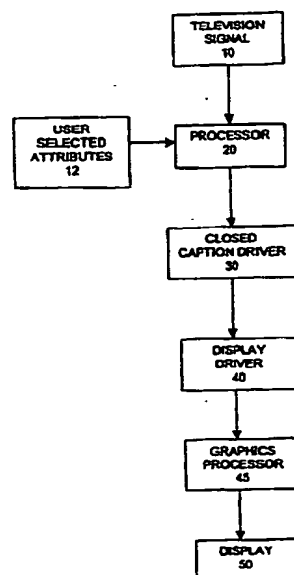 TELEVISION
SIGNAL
10
USER
SELECTED
ATTRIBUTES
12
PROCESSOR
20
CLOSED
CAPTION DRIVER
30
DISPLAY
DRIVER
40
GRAPHICS
PROCESSOR
45
DISPLAY
50